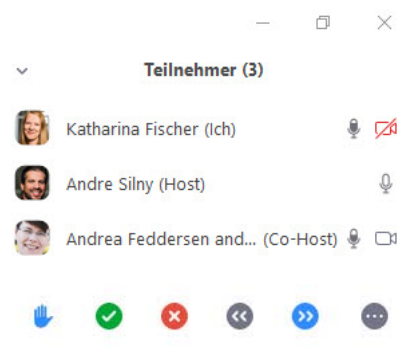 Teilnehmer (3)
Katharina Fischer (Ich)
Andre Silny (Host)
Andrea Feddersen and... (Co-Host)